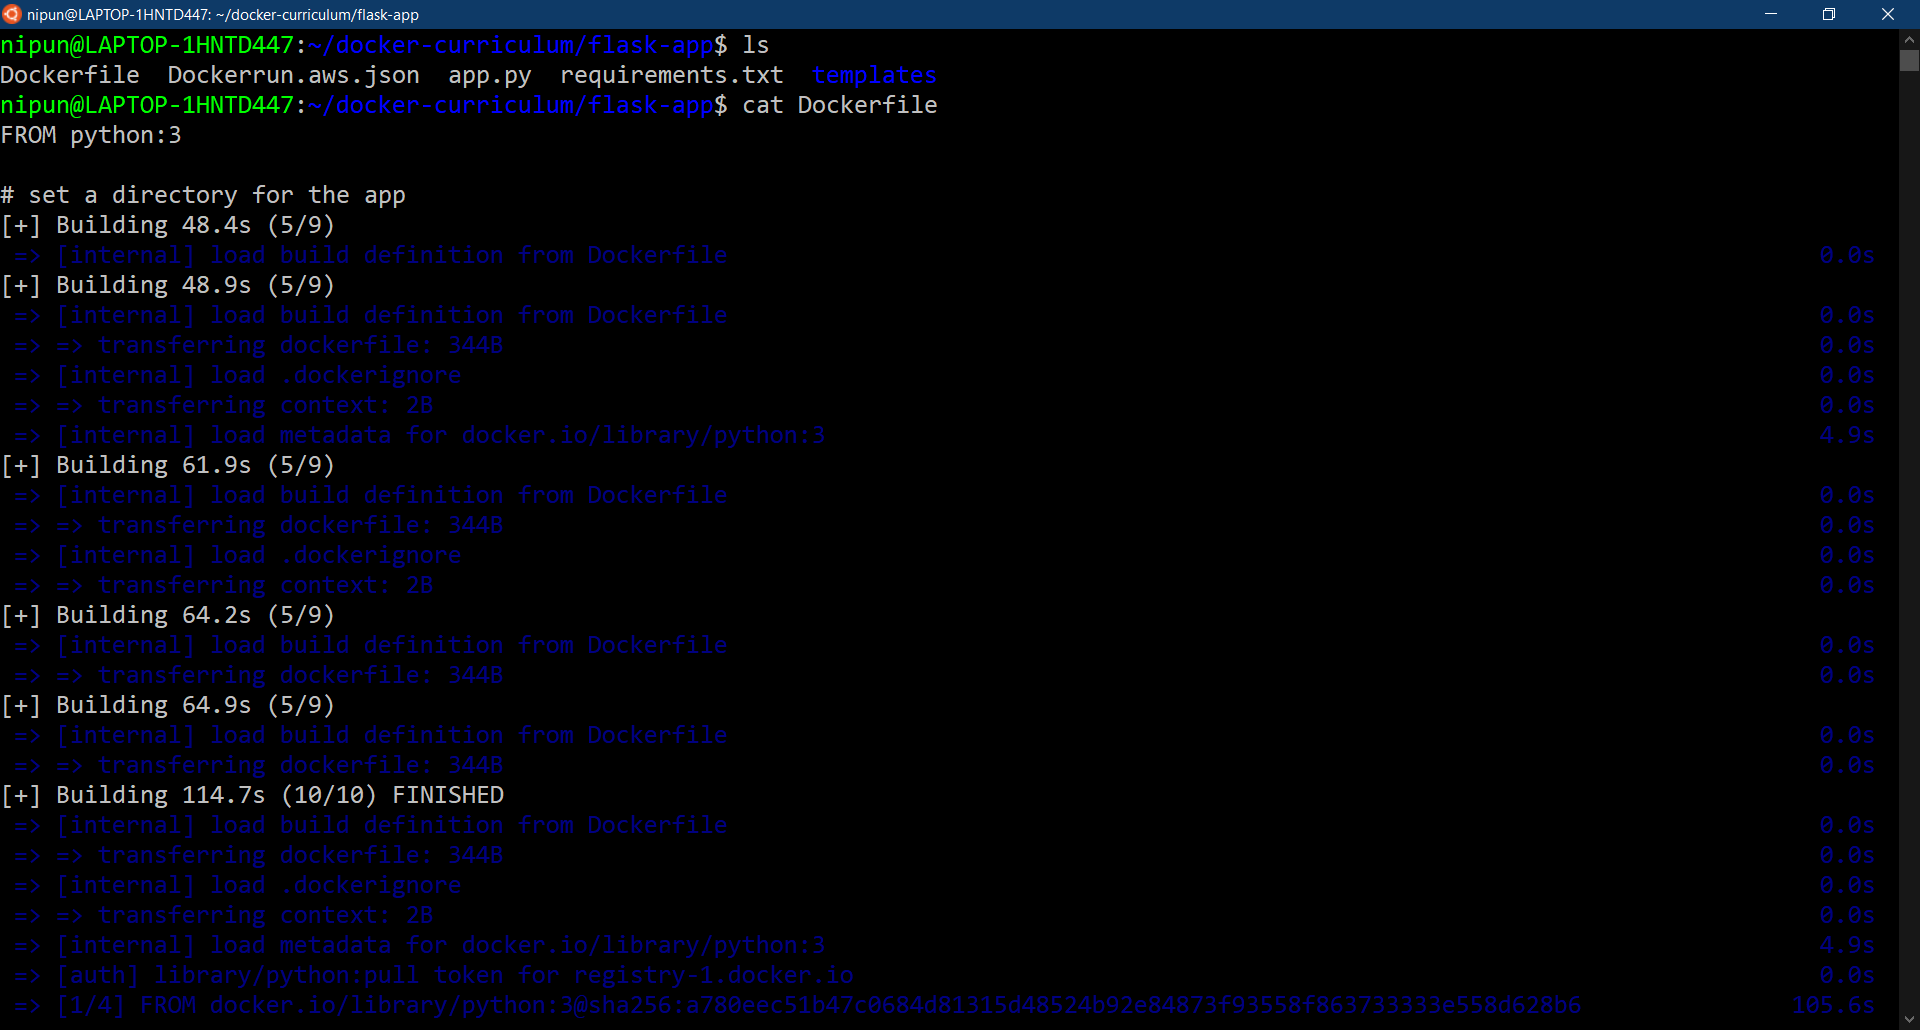 nipun@LAPTOP-1HNTD447: ~/docker-curriculum/flask-app
nipun@LAPTOP-1HNTD447:~/docker-curriculum/flask-app$ ls
Dockerfile  Dockerrun.aws.json  app.py  requirements.txt  templates
nipun@LAPTOP-1HNTD447:~/docker-curriculum/flask-app$ cat Dockerfile
FROM python:3
# set a directory for the app
[+] Building 48.4s (5/9)
=> [internal] load build definition from Dockerfile 0.0s
[+] Building 48.9s (5/9)
=> [internal] load build definition from Dockerfile 0.0s
=> => transferring dockerfile: 344B 0.0s
=> [internal] load .dockerignore 0.0s
=> => transferring context: 2B 0.0s
=> [internal] load metadata for docker.io/library/python:3 4.9s
[+] Building 61.9s (5/9)
=> [internal] load build definition from Dockerfile 0.0s
=> => transferring dockerfile: 344B 0.0s
=> [internal] load .dockerignore 0.0s
=> => transferring context: 2B 0.0s
[+] Building 64.2s (5/9)
=> [internal] load build definition from Dockerfile 0.0s
=> => transferring dockerfile: 344B 0.0s
[+] Building 64.9s (5/9)
=> [internal] load build definition from Dockerfile 0.0s
=> => transferring dockerfile: 344B 0.0s
[+] Building 114.7s (10/10) FINISHED
=> [internal] load build definition from Dockerfile 0.0s
=> => transferring dockerfile: 344B 0.0s
=> [internal] load .dockerignore 0.0s
=> => transferring context: 2B 0.0s
=> [internal] load metadata for docker.io/library/python:3 4.9s
=> [auth] library/python:pull token for registry-1.docker.io 0.0s
=> [1/4] FROM docker.io/library/python:3@sha256:a780eec51b47c0684d81315d48524b92e84873f93558f863733333e558d628b6 105.6s